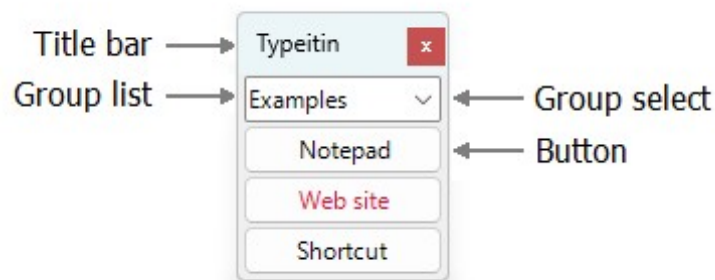 Title bar Typeitin x
Group list Examples Group select
Notepad Button
Web site
Shortcut